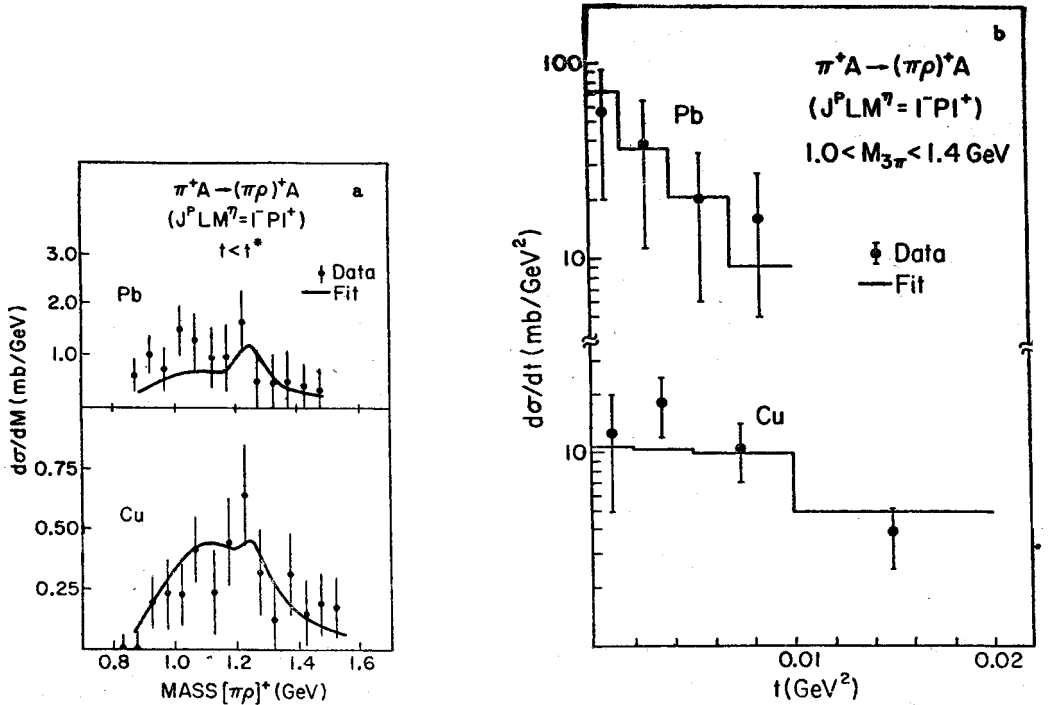 a
π⁺A→(πρ)⁺A
(JᴾLMᶯ=1⁻P1⁺)
t<t*
Data
Fit
Pb
3.0
2.0
1.0
Cu
0.75
0.50
0.25
dσ/dM (mb/GeV)
0.8 1.0 1.2 1.4 1.6
MASS [πρ]⁺ (GeV)
b
π⁺A→(πρ)⁺A
(JᴾLMᶯ=1⁻P1⁺)
1.0<M₃π<1.4 GeV
Pb
Data
Fit
Cu
100
10
10
dσ/dt (mb/GeV²)
0.01 0.02
t(GeV²)